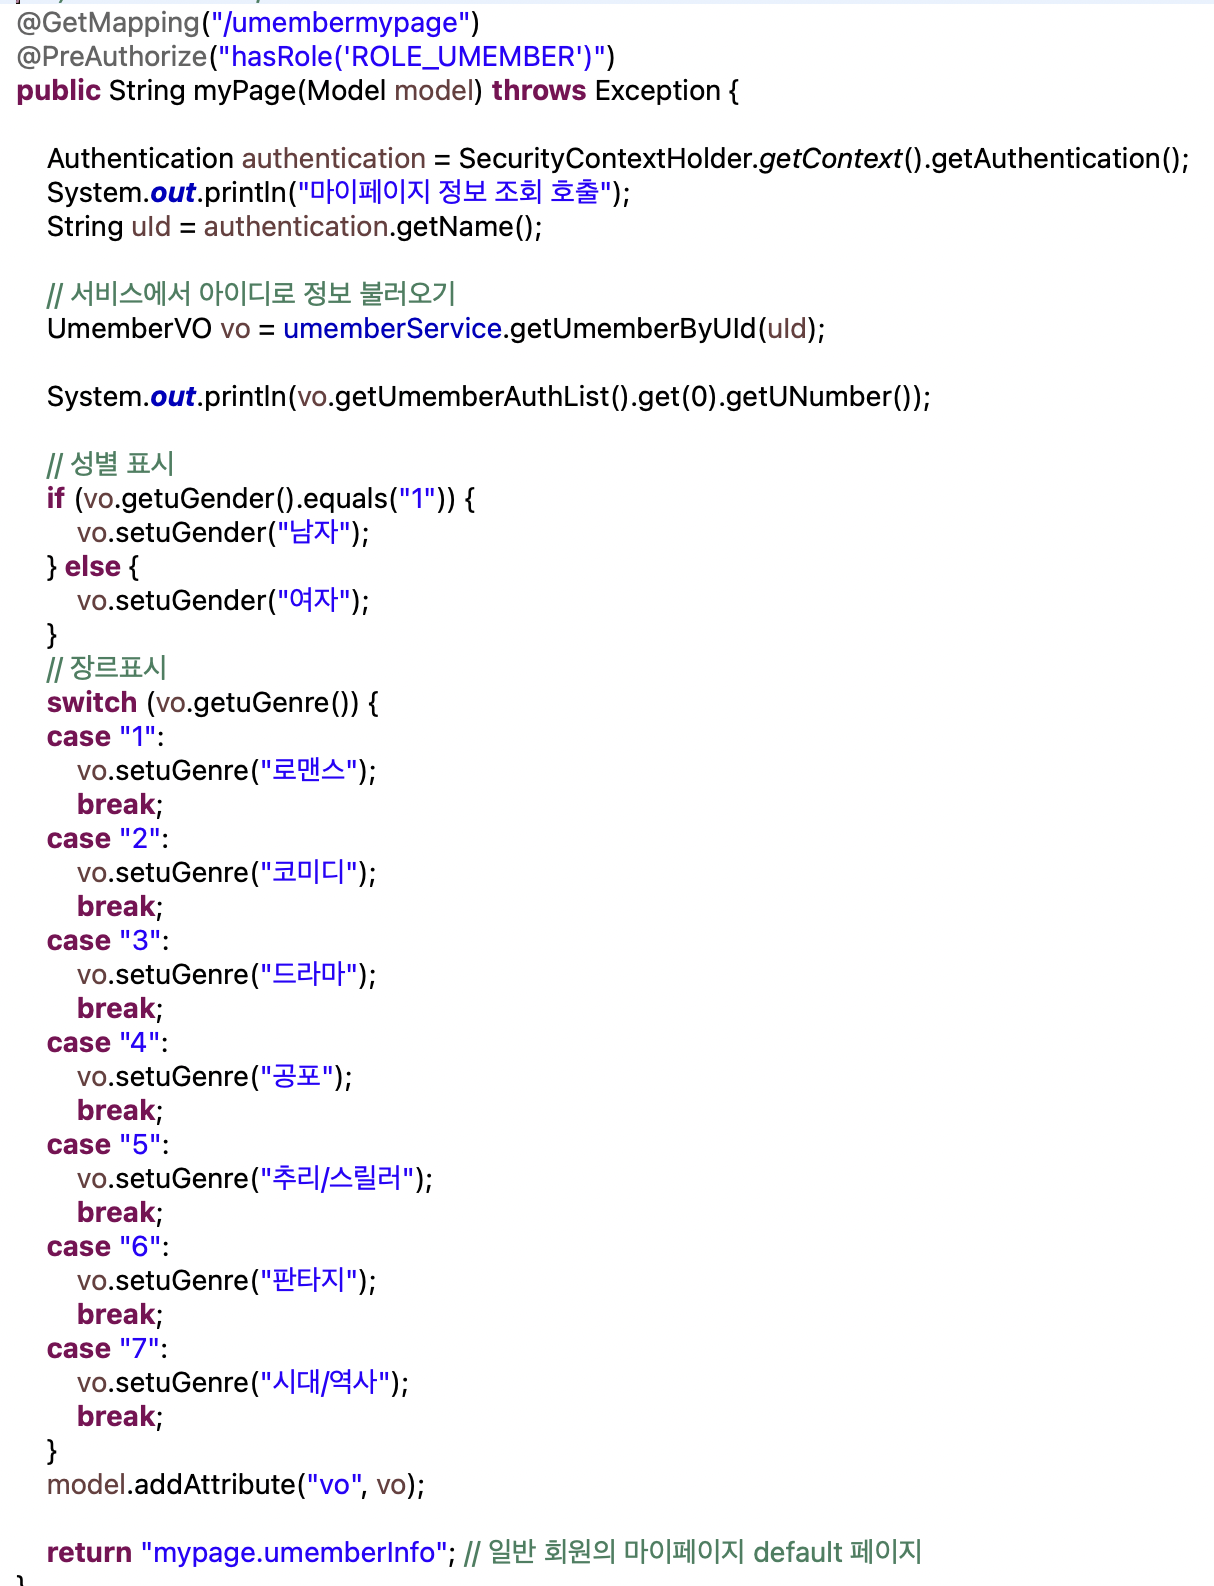 @GetMapping("/umembermypage")
@PreAuthorize("hasRole('ROLE_UMEMBER')")
public String myPage(Model model) throws Exception {
Authentication authentication = SecurityContextHolder.getContext().getAuthentication();
System.out.println("마이페이지 정보 조회 호출");
String uId = authentication.getName();
// 서비스에서 아이디로 정보 불러오기
UmemberVO vo = umemberService.getUmemberByUId(uId);
System.out.println(vo.getUmemberAuthList().get(0).getUNumber());
// 성별 표시
if (vo.getuGender().equals("1")) {
vo.setuGender("남자");
} else {
vo.setuGender("여자");
}
// 장르표시
switch (vo.getuGenre()) {
case "1":
vo.setuGenre("로맨스");
break;
case "2":
vo.setuGenre("코미디");
break;
case "3":
vo.setuGenre("드라마");
break;
case "4":
vo.setuGenre("공포");
break;
case "5":
vo.setuGenre("추리/스릴러");
break;
case "6":
vo.setuGenre("판타지");
break;
case "7":
vo.setuGenre("시대/역사");
break;
}
model.addAttribute("vo", vo);
return "mypage.umemberInfo"; // 일반 회원의 마이페이지 default 페이지
}